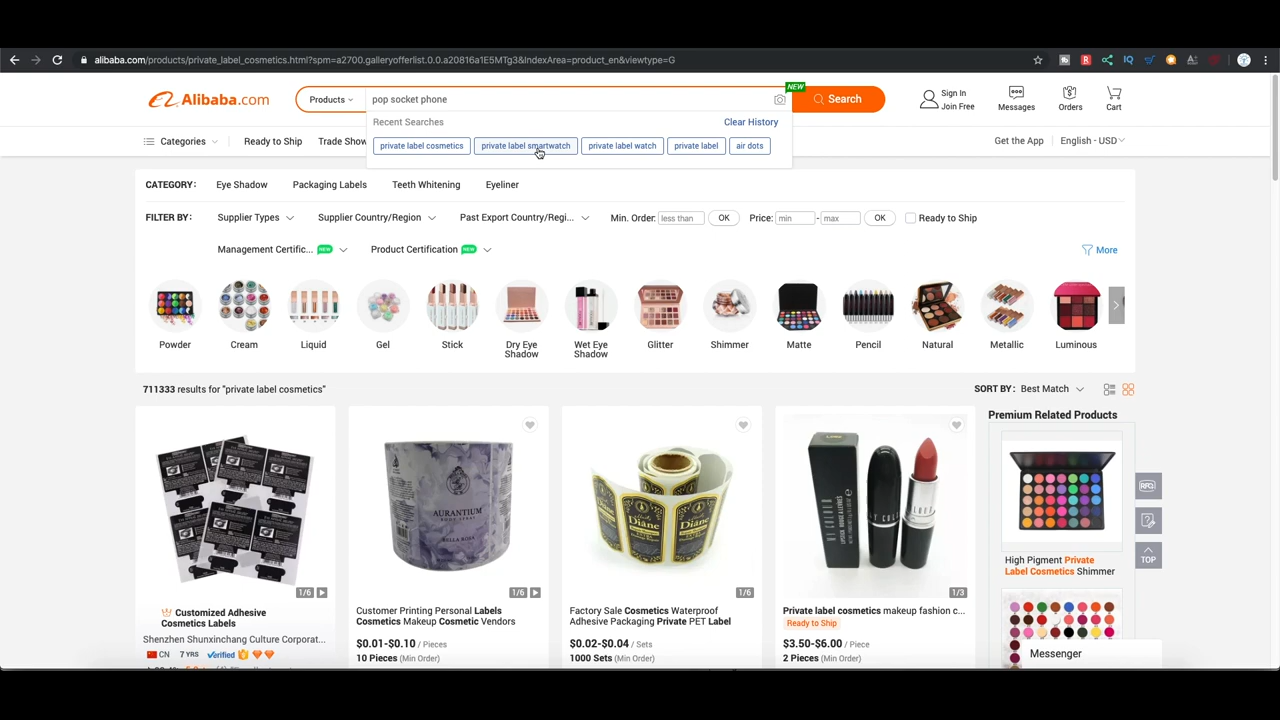 alibaba.com/products/private_label_cosmetics.html?spm=a2700.galleryofferlist.0.0.a20816a1E5MTg3&IndexArea=product_en&viewtype=G
Alibaba.com
Products
pop socket phone
NEW
Search
Sign In
Join Free
Messages
Orders
Cart
Recent Searches
Clear History
private label cosmetics
private label smartwatch
private label watch
private label
air dots
Categories
Ready to Ship
Trade Show
Get the App
English - USD
CATEGORY:
Eye Shadow
Packaging Labels
Teeth Whitening
Eyeliner
FILTER BY:
Supplier Types
Supplier Country/Region
Past Export Country/Regi...
Min. Order:
less than
OK
Price:
min
-
max
OK
Ready to Ship
Management Certific...
NEW
Product Certification
NEW
More
Powder
Cream
Liquid
Gel
Stick
Dry Eye
Shadow
Wet Eye
Shadow
Glitter
Shimmer
Matte
Pencil
Natural
Metallic
Luminous
711333 results for "private label cosmetics"
SORT BY: Best Match
1/6
Customized Adhesive
Cosmetics Labels
Shenzhen Shunxinchang Culture Corporat...
CN 7 YRS Verified
AURANTIUM
BODY SPRAY
BELLA ROSA
1/6
Customer Printing Personal Labels
Cosmetics Makeup Cosmetic Vendors
$0.01-$0.10 / Pieces
10 Pieces (Min Order)
Diane
1/6
Factory Sale Cosmetics Waterproof
Adhesive Packaging Private PET Label
$0.02-$0.04 / Sets
1000 Sets (Min Order)
MY COLOR
1/3
Private label cosmetics makeup fashion c...
Ready to Ship
$3.50-$6.00 / Piece
2 Pieces (Min Order)
Premium Related Products
High Pigment Private
Label Cosmetics Shimmer
RFQ
TOP
Messenger